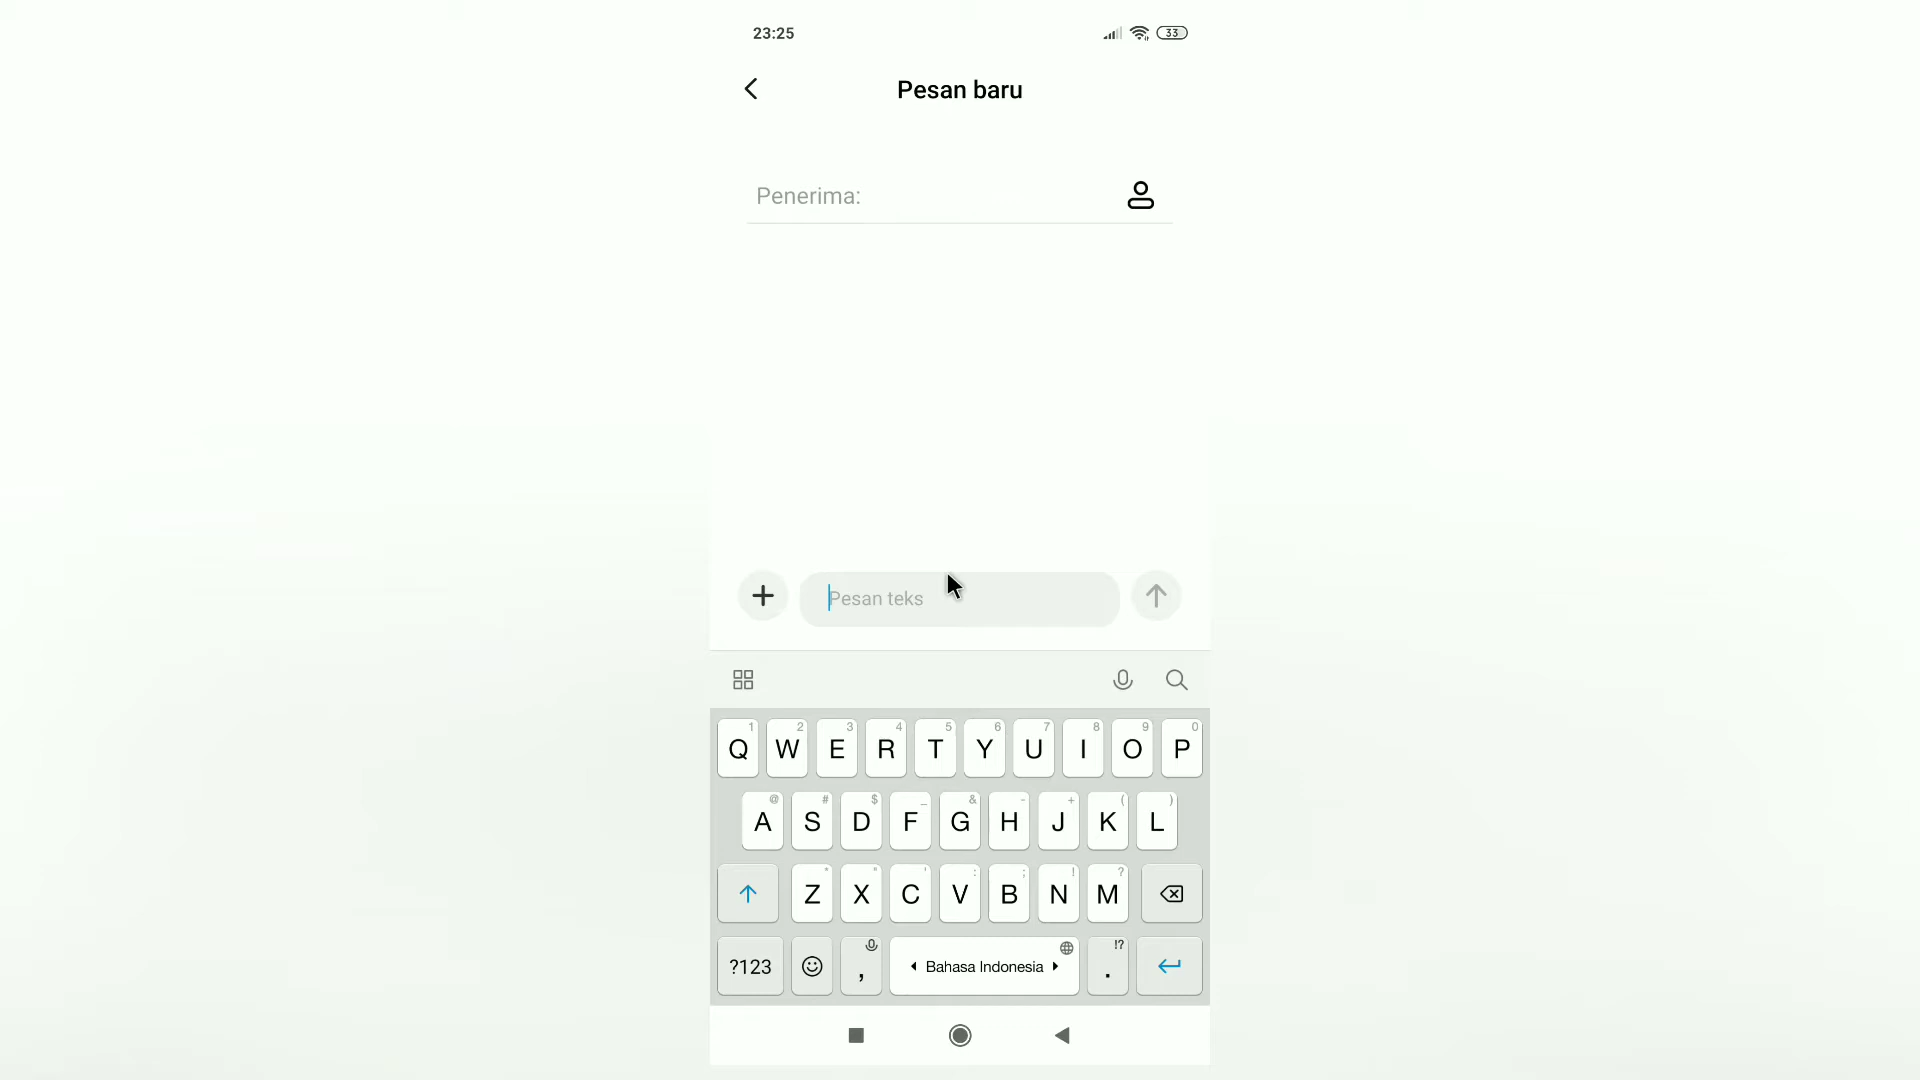 23:25
33
Pesan baru
Penerima:
Pesan teks
1 2 3 4 5 6 7 8 9 0
Q W E R T Y U I O P
@ # $ _ & - + ( )
A S D F G H J K L
* " ' : ; ! ?
Z X C V B N M
!?
?123 , Bahasa Indonesia .